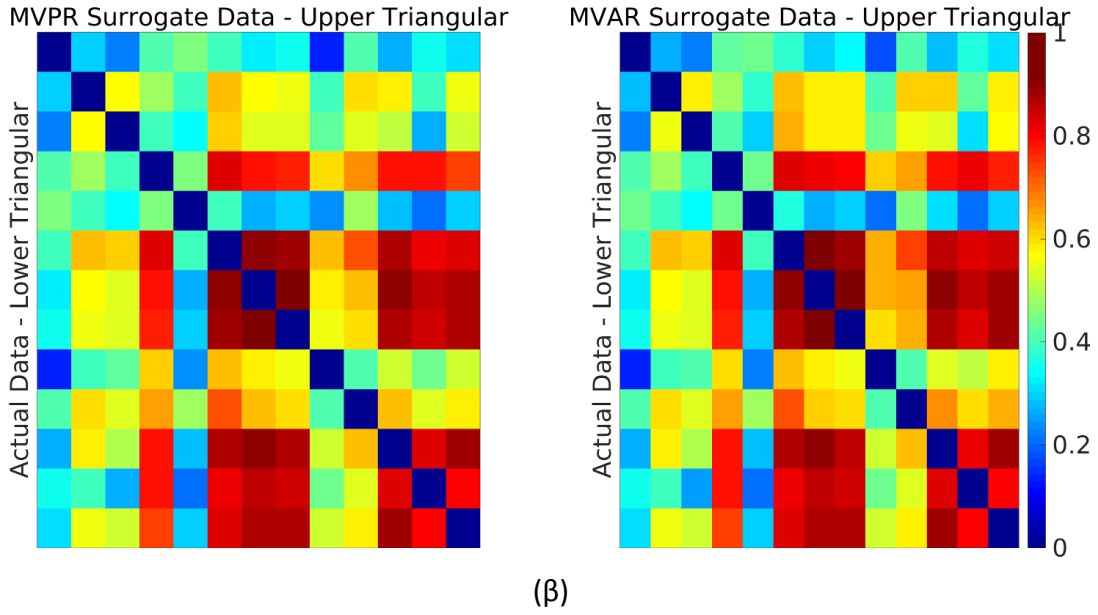 MVPR Surrogate Data - Upper Triangular
Actual Data - Lower Triangular
MVAR Surrogate Data - Upper Triangular
Actual Data - Lower Triangular
1
0.8
0.6
0.4
0.2
0
(β)